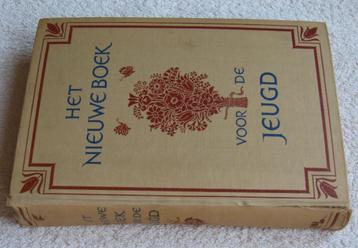 HET
NIEUWE BOEK
VOOR DE
JEUGD